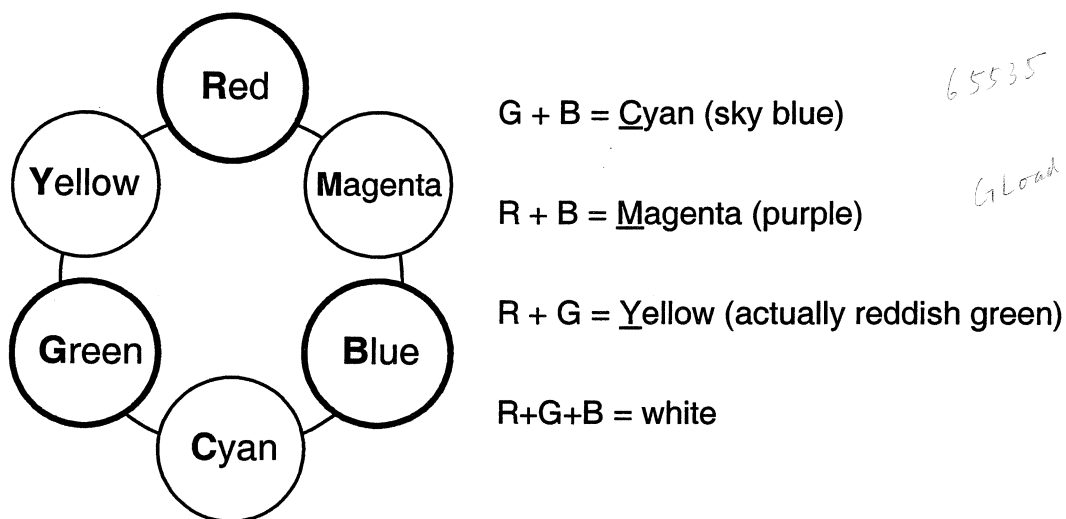 Red
Yellow
Magenta
Green
Blue
Cyan
G + B = Cyan (sky blue)
R + B = Magenta (purple)
R + G = Yellow (actually reddish green)
R+G+B = white
65535
GLoad